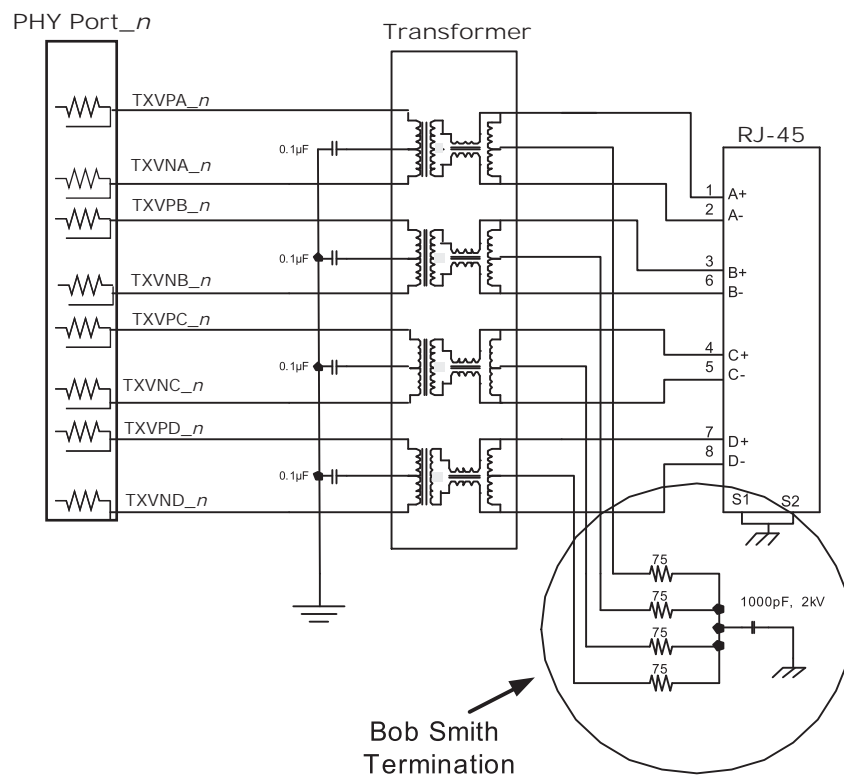 PHY Port_n
Transformer
RJ-45
TXVPA_n
0.1µF
TXVNA_n
TXVPB_n
0.1µF
TXVNB_n
TXVPC_n
0.1µF
TXVNC_n
TXVPD_n
0.1µF
TXVND_n
1 A+
2 A-
3 B+
6 B-
4 C+
5 C-
7 D+
8 D-
S1 S2
75
75
75
75
1000pF, 2kV
Bob Smith
Termination